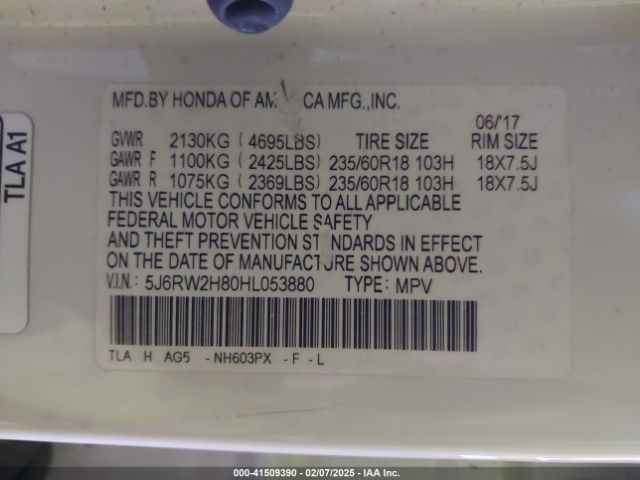 MFD.BY HONDA OF AM CA MFG.,INC.
06/'17
GVWR 2130KG ( 4695LBS) TIRE SIZE RIM SIZE
GAWR F 1100KG ( 2425LBS) 235/60R18 103H 18X7.5J
GAWR R 1075KG ( 2369LBS) 235/60R18 103H 18X7.5J
THIS VEHICLE CONFORMS TO ALL APPLICABLE
FEDERAL MOTOR VEHICLE SAFETY
AND THEFT PREVENTION ST NDARDS IN EFFECT
ON THE DATE OF MANUFACTURE SHOWN ABOVE.
V.I.N.: 5J6RW2H80HL053880 TYPE: MPV
TLA H AG5 -NH603PX -F-L
TLA A1
000-41509390 - 02/07/2025 - IAA Inc.